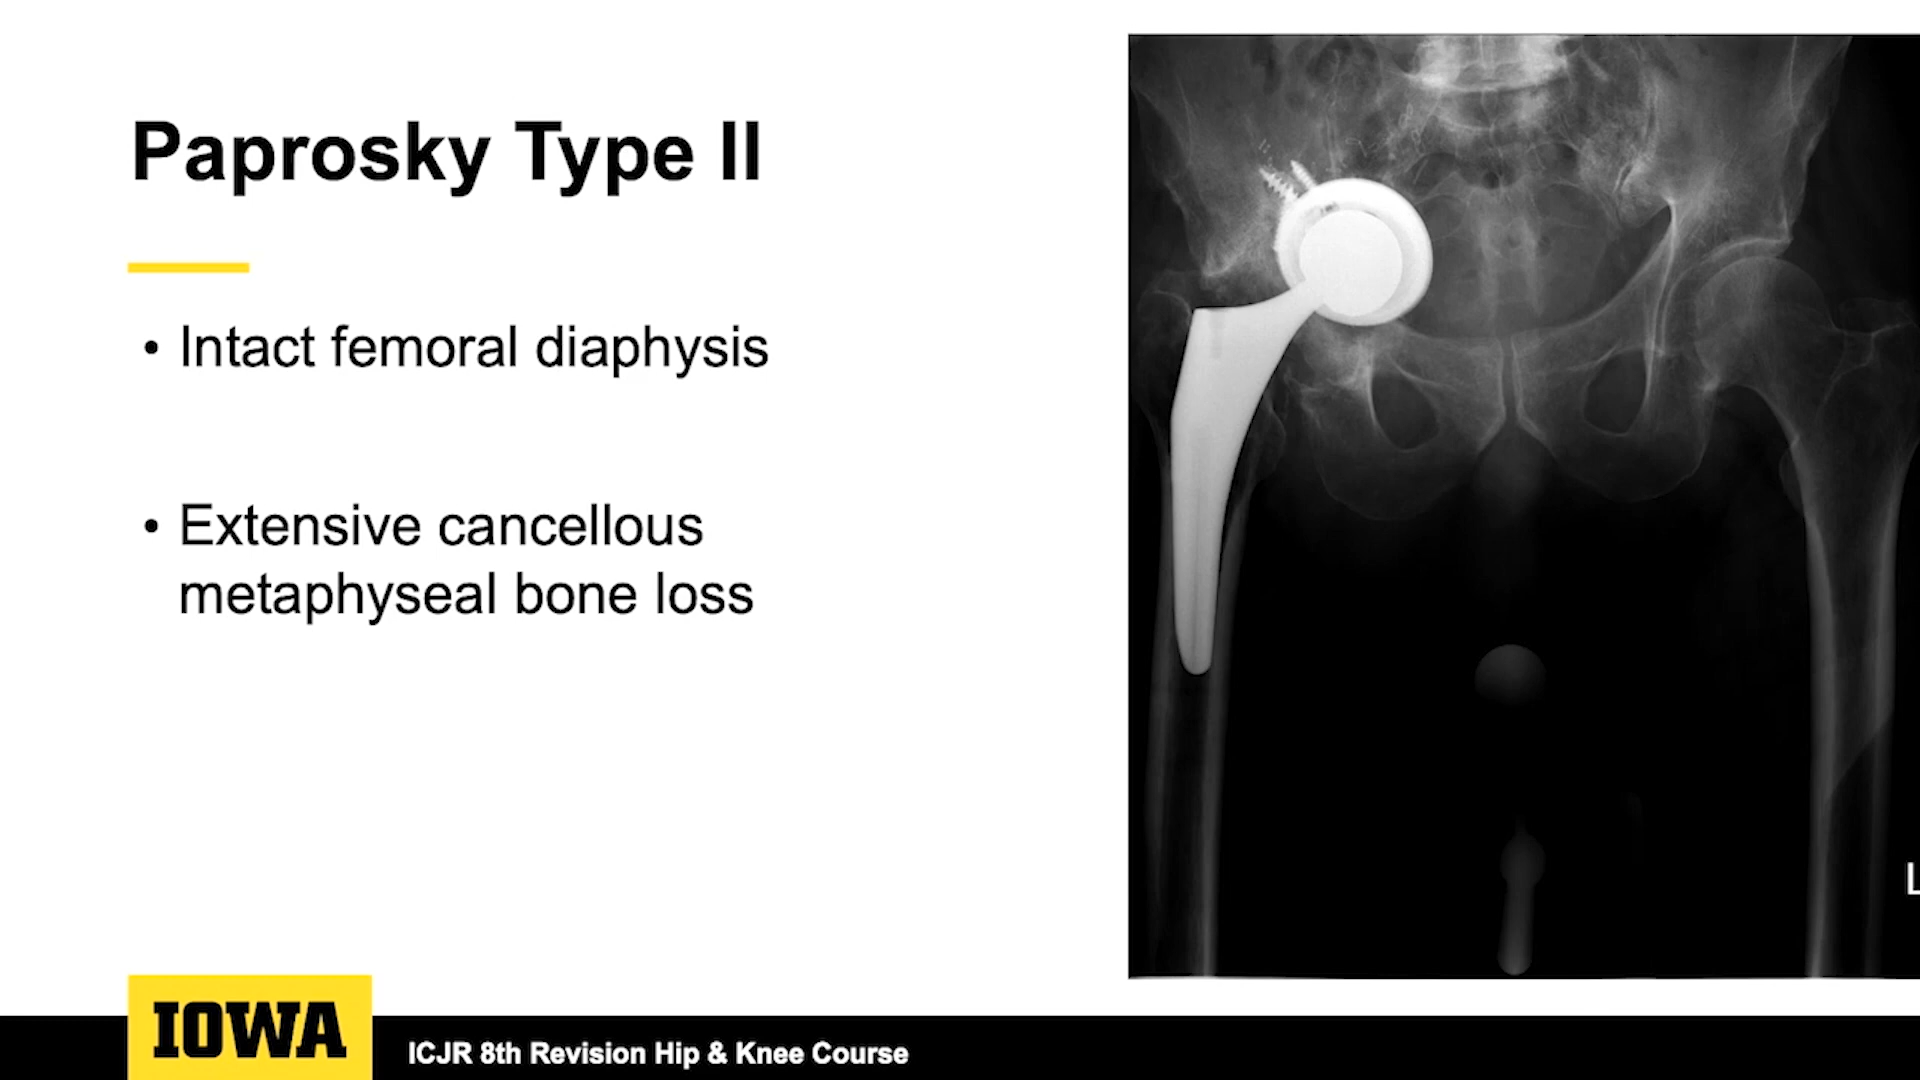 Paprosky Type II
• Intact femoral diaphysis
• Extensive cancellous
metaphyseal bone loss
L
IOWA
ICJR 8th Revision Hip & Knee Course